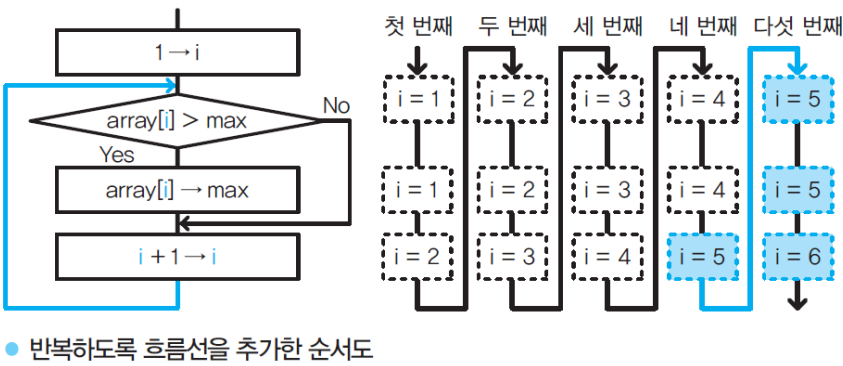 1→i
array[i] > max
No
Yes
array[i]→max
i+1→i
첫 번째 두 번째 세 번째 네 번째 다섯 번째
i = 1 i = 2 i = 3 i = 4 i = 5
i = 1 i = 2 i = 3 i = 4 i = 5
i = 2 i = 3 i = 4 i = 5 i = 6
● 반복하도록 흐름선을 추가한 순서도